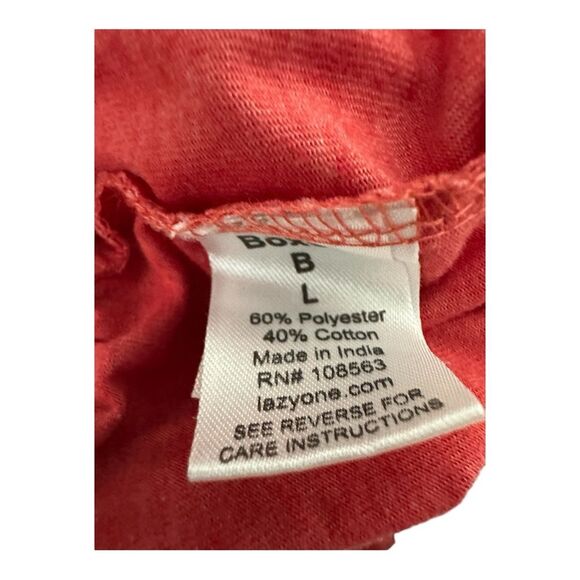 B
L
60% Polyester
40% Cotton
Made in India
RN# 108563
lazyone.com
SEE REVERSE FOR
CARE INSTRUCTIONS